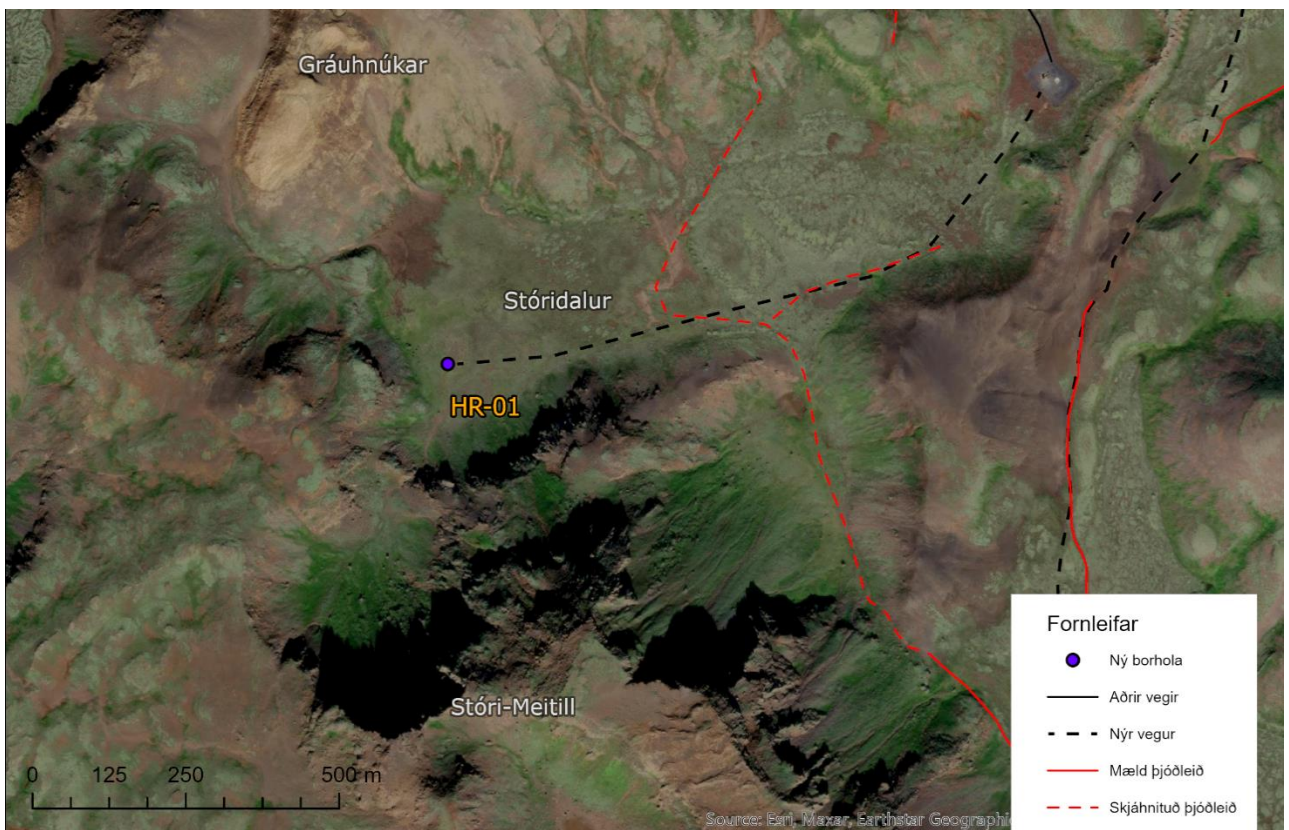 Gráuhnúkar
Stóridalur
HR-01
Stóri-Meitill
0 125 250 500 m
Source: Esri, Maxar, Earthstar Geographi
Fornleifar
Ný borhola
Aðrir vegir
Nýr vegur
Mæld þjóðleið
Skjáhnituð þjóðleið